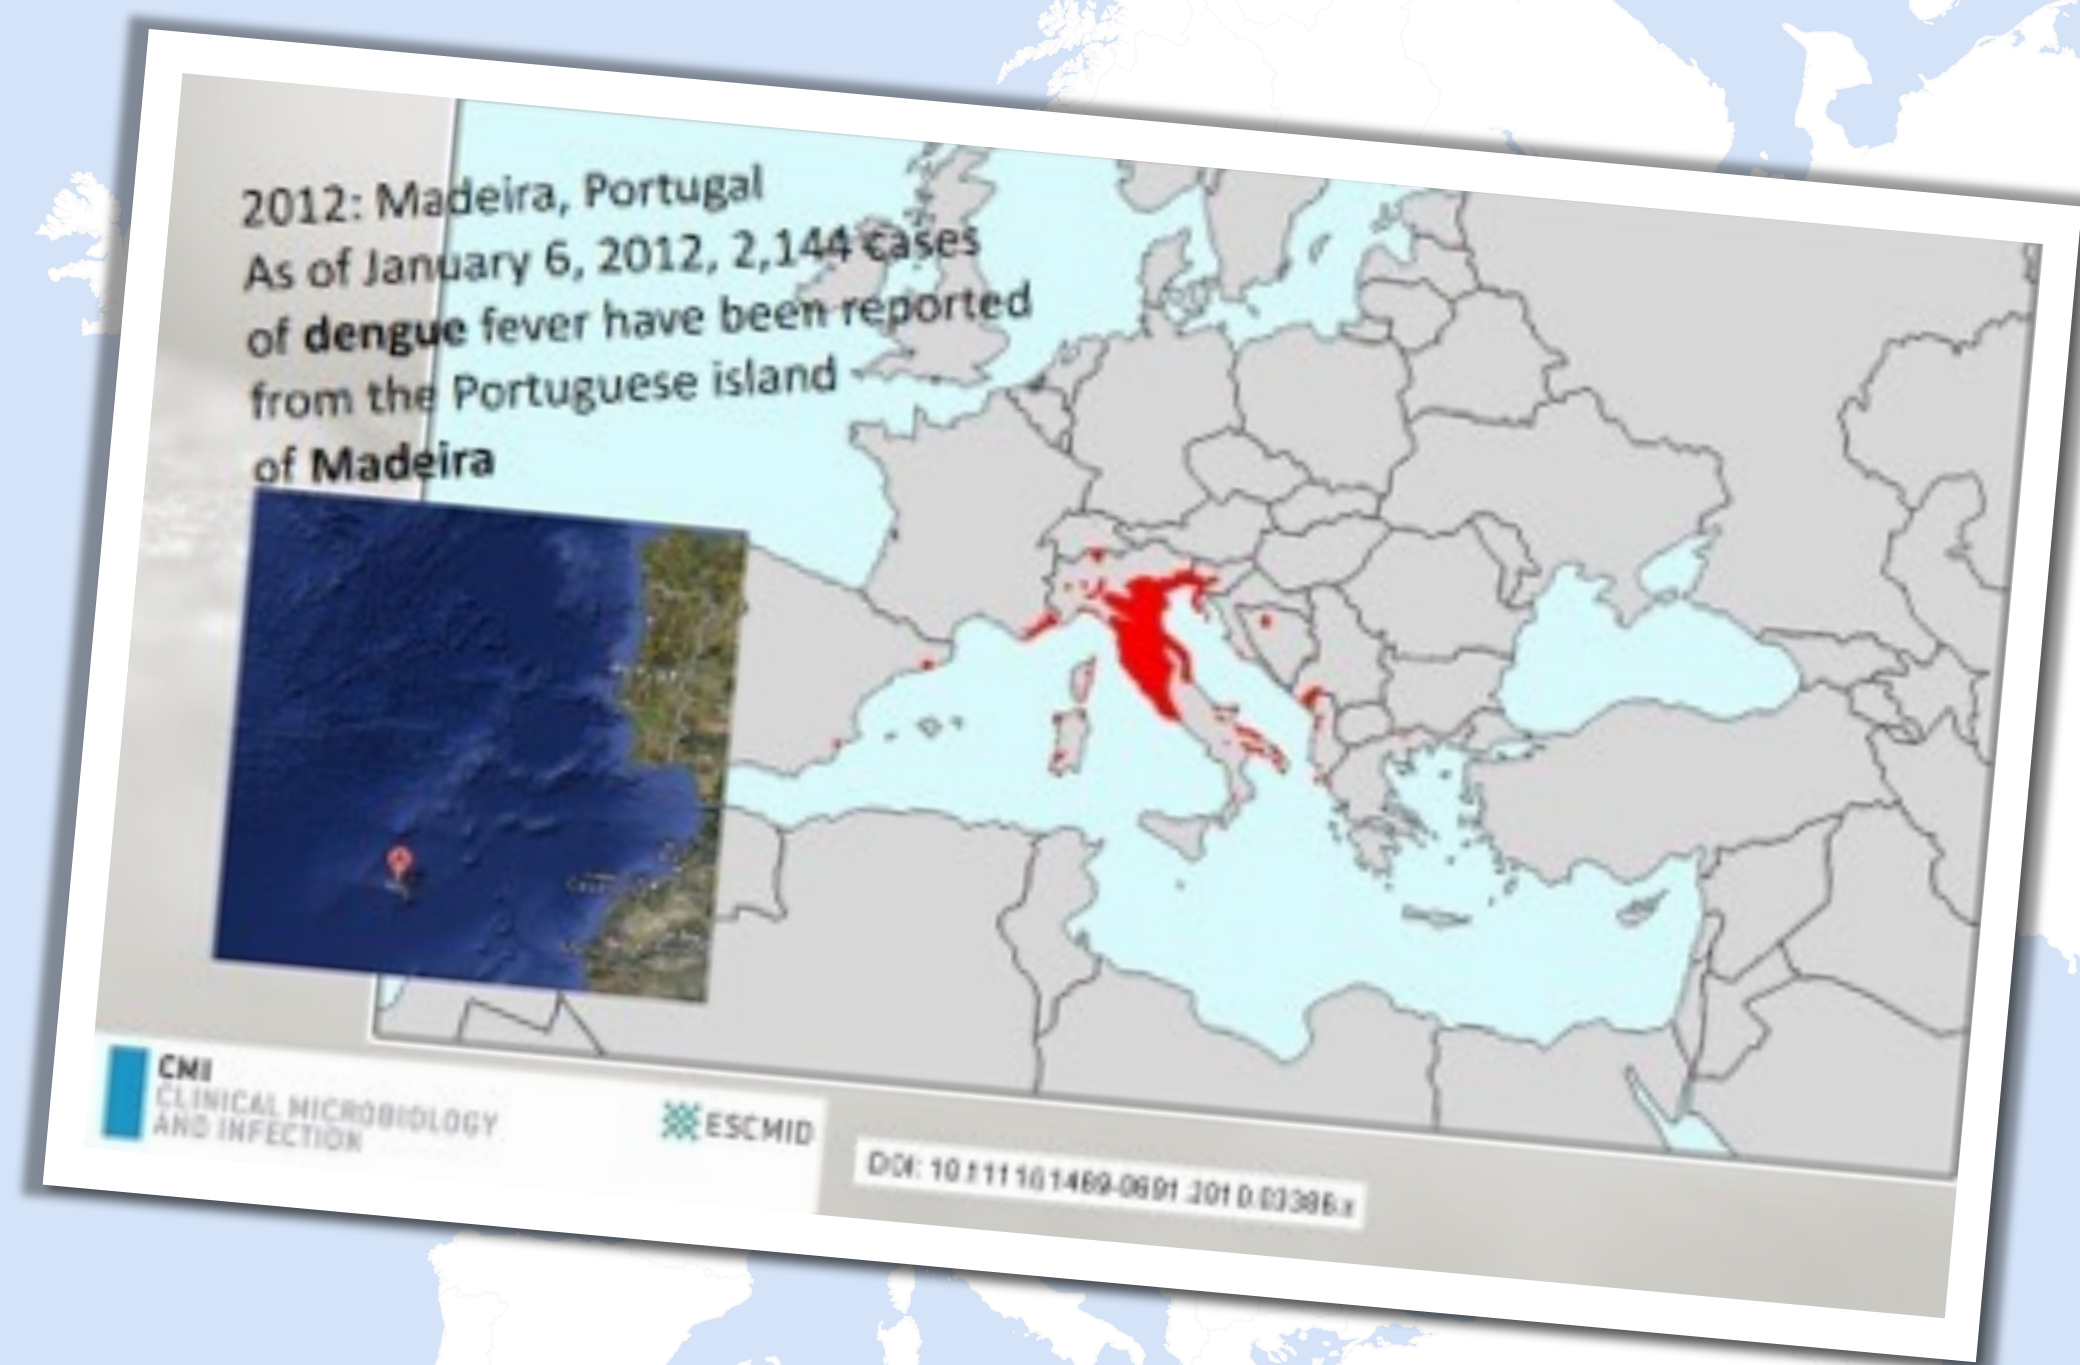 2012: Madeira, Portugal
As of January 6, 2012, 2,144 cases
of dengue fever have been reported
from the Portuguese island
of Madeira
CMI
CLINICAL MICROBIOLOGY
AND INFECTION
ESCMID
DOI: